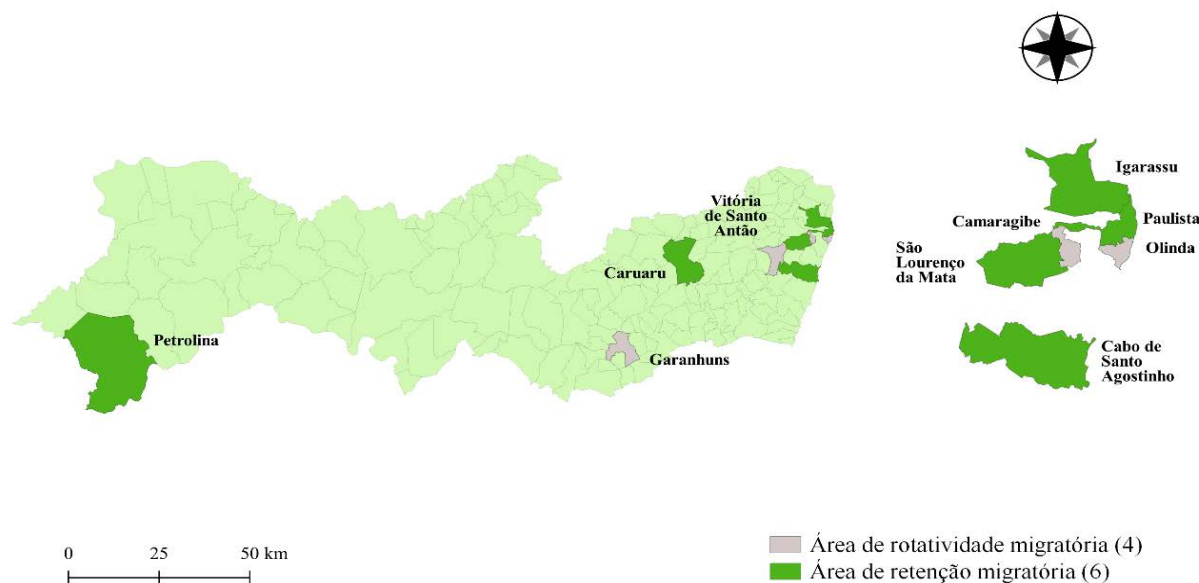 Igarassu
Vitória
de Santo
Antão
Camaragibe
Paulista
Olinda
São
Lourenço
da Mata
Caruaru
Petrolina
Garanhuns
Cabo de
Santo
Agostinho
0 25 50 km
Área de rotatividade migratória (4)
Área de retenção migratória (6)